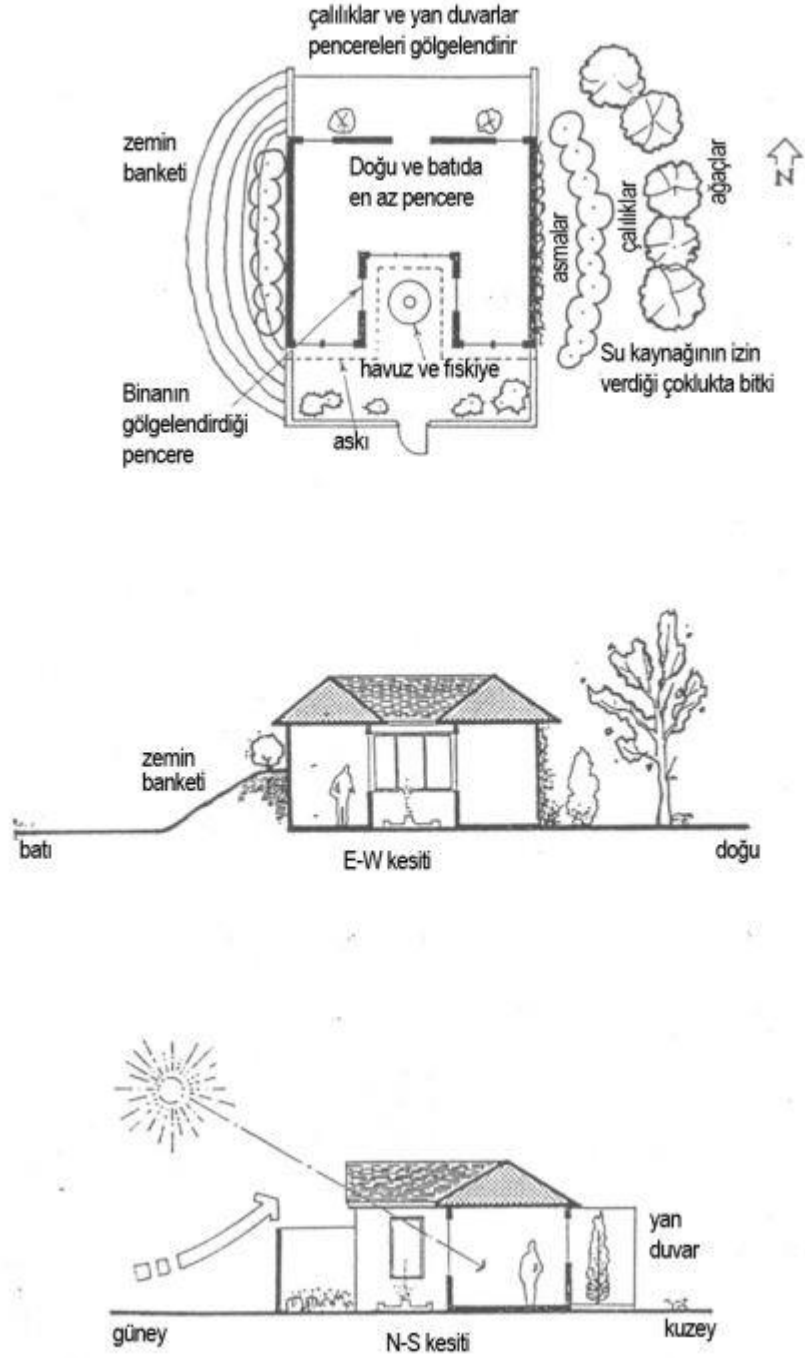 çalılıklar ve yan duvarlar
pencereleri gölgelendirir
zemin
banketi
Doğu ve batıda
en az pencere
asmalar
çalılıklar
ağaçlar
N
havuz ve fıskiye
Su kaynağının izin
verdiği çoklukta bitki
Binanın
gölgelendirdiği
pencere
askı
zemin
banketi
batı
E-W kesiti
doğu
yan
duvar
güney
N-S kesiti
kuzey